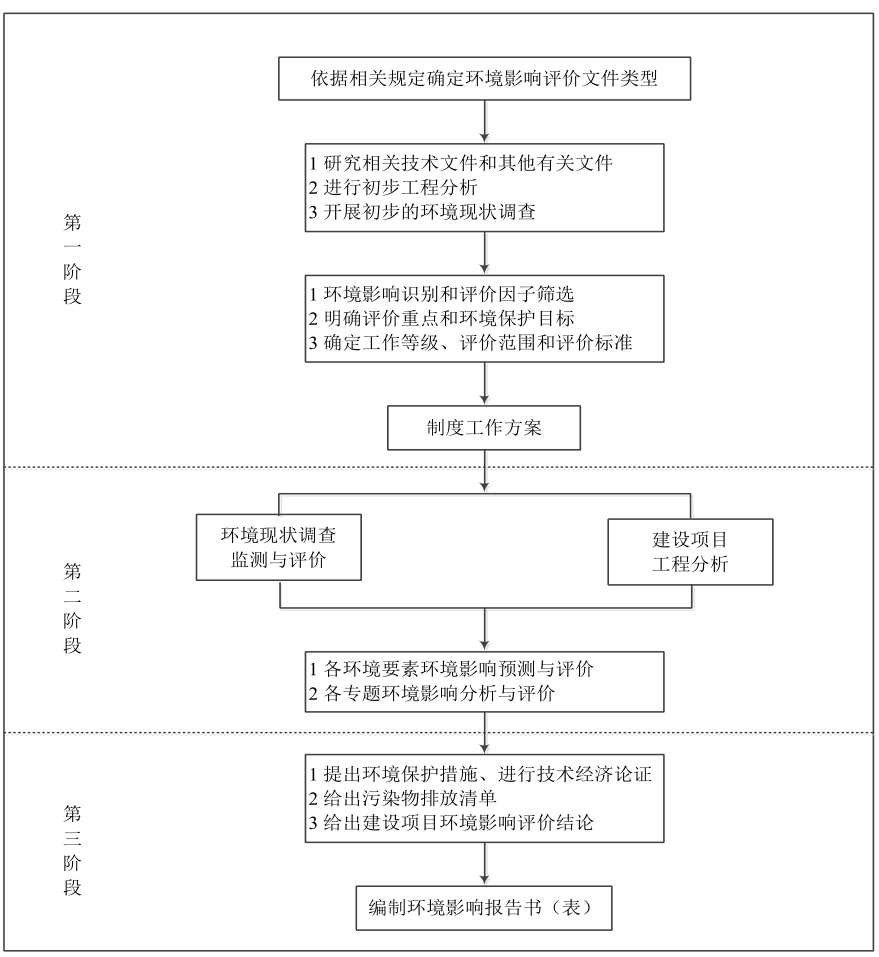 依据相关规定确定环境影响评价文件类型
1 研究相关技术文件和其他有关文件
2 进行初步工程分析
3 开展初步的环境现状调查
第一阶段
1 环境影响识别和评价因子筛选
2 明确评价重点和环境保护目标
3 确定工作等级、评价范围和评价标准
制度工作方案
环境现状调查
监测与评价
建设项目
工程分析
第二阶段
1 各环境要素环境影响预测与评价
2 各专题环境影响分析与评价
1 提出环境保护措施、进行技术经济论证
2 给出污染物排放清单
3 给出建设项目环境影响评价结论
第三阶段
编制环境影响报告书（表）